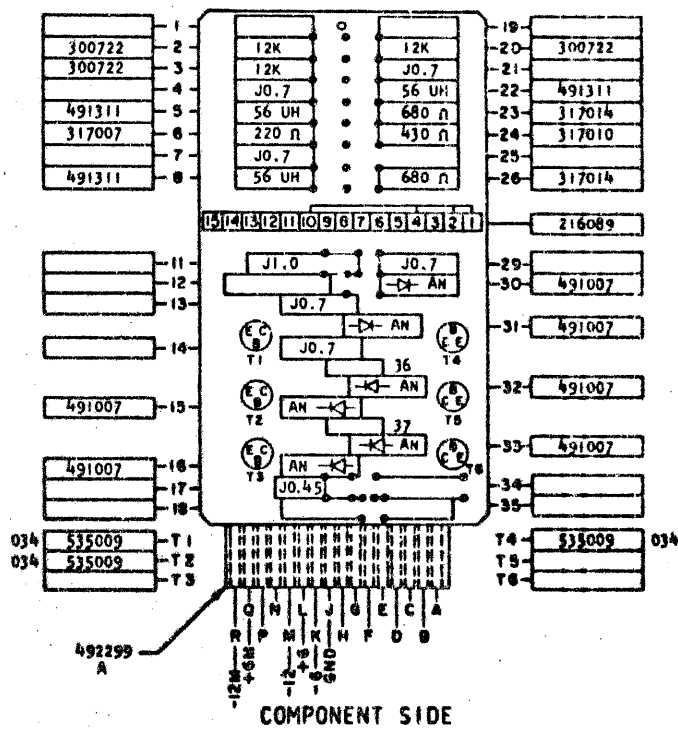 1 19
300722 2 12K 12K 20 300722
300722 3 12K J0.7 21
4 J0.7 56 UH 22 491311
491311 5 56 UH 680 Ω 23 317014
317007 6 220 Ω 430 Ω 24 317010
7 J0.7 25
491311 8 56 UH 680 Ω 26 317014
15 14 13 12 11 10 9 8 7 6 5 4 3 2 1 216089
11 J1.0 J0.7 29
12 AN 30 491007
13 J0.7
E C B AN B C E 31 491007
14 T1 J0.7 T4
36
E C B AN B C E 32 491007
491007 15 T2 AN T5
37
E C B AN B C E 33 491007
491007 16 T3 AN T6
17 J0.45 34
18 35
034 535009 T1 T4 535009 034
034 535009 T2 T5
T3 T6
Q N L J G E C A
R P M K H F D B
492299
A
-12M +6M -12 +6 -6 GND
COMPONENT SIDE